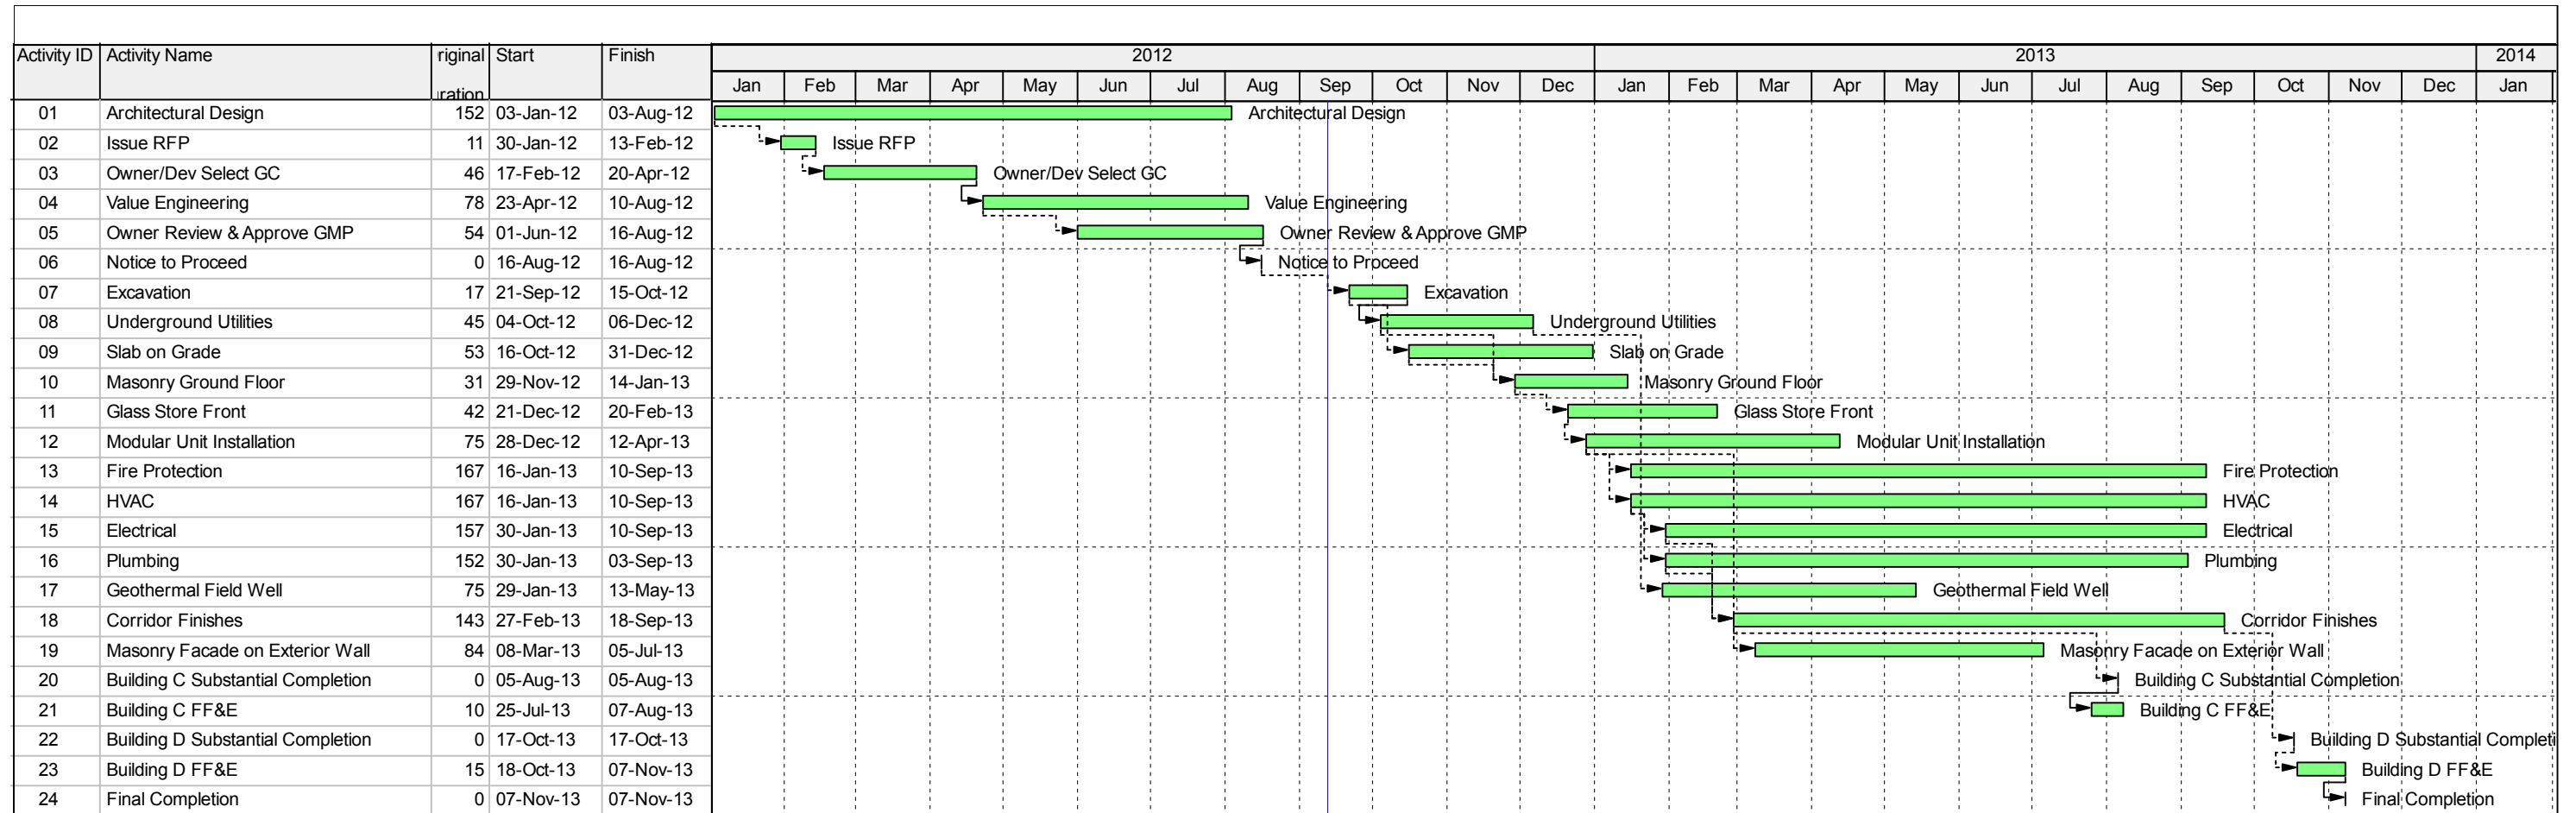 Activity ID Activity Name riginal Start Finish 2012 2013 2014
ration Jan Feb Mar Apr May Jun Jul Aug Sep Oct Nov Dec Jan Feb Mar Apr May Jun Jul Aug Sep Oct Nov Dec Jan
01 Architectural Design 152 03-Jan-12 03-Aug-12 Architectural Design
02 Issue RFP 11 30-Jan-12 13-Feb-12 Issue RFP
03 Owner/Dev Select GC 46 17-Feb-12 20-Apr-12 Owner/Dev Select GC
04 Value Engineering 78 23-Apr-12 10-Aug-12 Value Engineering
05 Owner Review & Approve GMP 54 01-Jun-12 16-Aug-12 Owner Review & Approve GMP
06 Notice to Proceed 0 16-Aug-12 16-Aug-12 Notice to Proceed
07 Excavation 17 21-Sep-12 15-Oct-12 Excavation
08 Underground Utilities 45 04-Oct-12 06-Dec-12 Underground Utilities
09 Slab on Grade 53 16-Oct-12 31-Dec-12 Slab on Grade
10 Masonry Ground Floor 31 29-Nov-12 14-Jan-13 Masonry Ground Floor
11 Glass Store Front 42 21-Dec-12 20-Feb-13 Glass Store Front
12 Modular Unit Installation 75 28-Dec-12 12-Apr-13 Modular Unit Installation
13 Fire Protection 167 16-Jan-13 10-Sep-13 Fire Protection
14 HVAC 167 16-Jan-13 10-Sep-13 HVAC
15 Electrical 157 30-Jan-13 10-Sep-13 Electrical
16 Plumbing 152 30-Jan-13 03-Sep-13 Plumbing
17 Geothermal Field Well 75 29-Jan-13 13-May-13 Geothermal Field Well
18 Corridor Finishes 143 27-Feb-13 18-Sep-13 Corridor Finishes
19 Masonry Facade on Exterior Wall 84 08-Mar-13 05-Jul-13 Masonry Facade on Exterior Wall
20 Building C Substantial Completion 0 05-Aug-13 05-Aug-13 Building C Substantial Completion
21 Building C FF&E 10 25-Jul-13 07-Aug-13 Building C FF&E
22 Building D Substantial Completion 0 17-Oct-13 17-Oct-13 Building D Substantial Completi
23 Building D FF&E 15 18-Oct-13 07-Nov-13 Building D FF&E
24 Final Completion 0 07-Nov-13 07-Nov-13 Final Completion